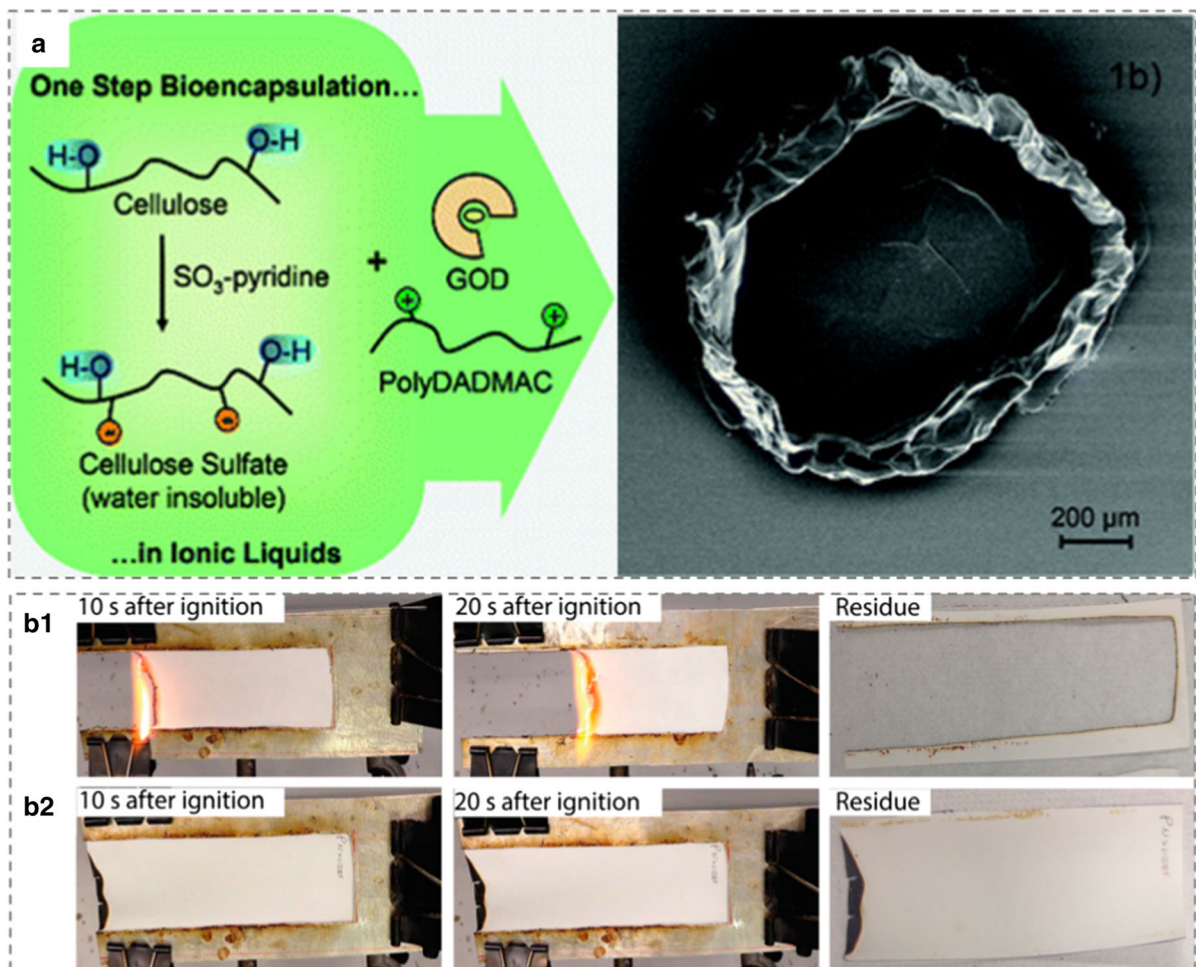 a
One Step Bioencapsulation...
H-O
O-H
Cellulose
SO₃-pyridine
H-O
O-H
-
-
Cellulose Sulfate
(water insoluble)
...in Ionic Liquids
+
GOD
+
+
PolyDADMAC
1b)
200 µm
b1
10 s after ignition
20 s after ignition
Residue
b2
10 s after ignition
20 s after ignition
Residue